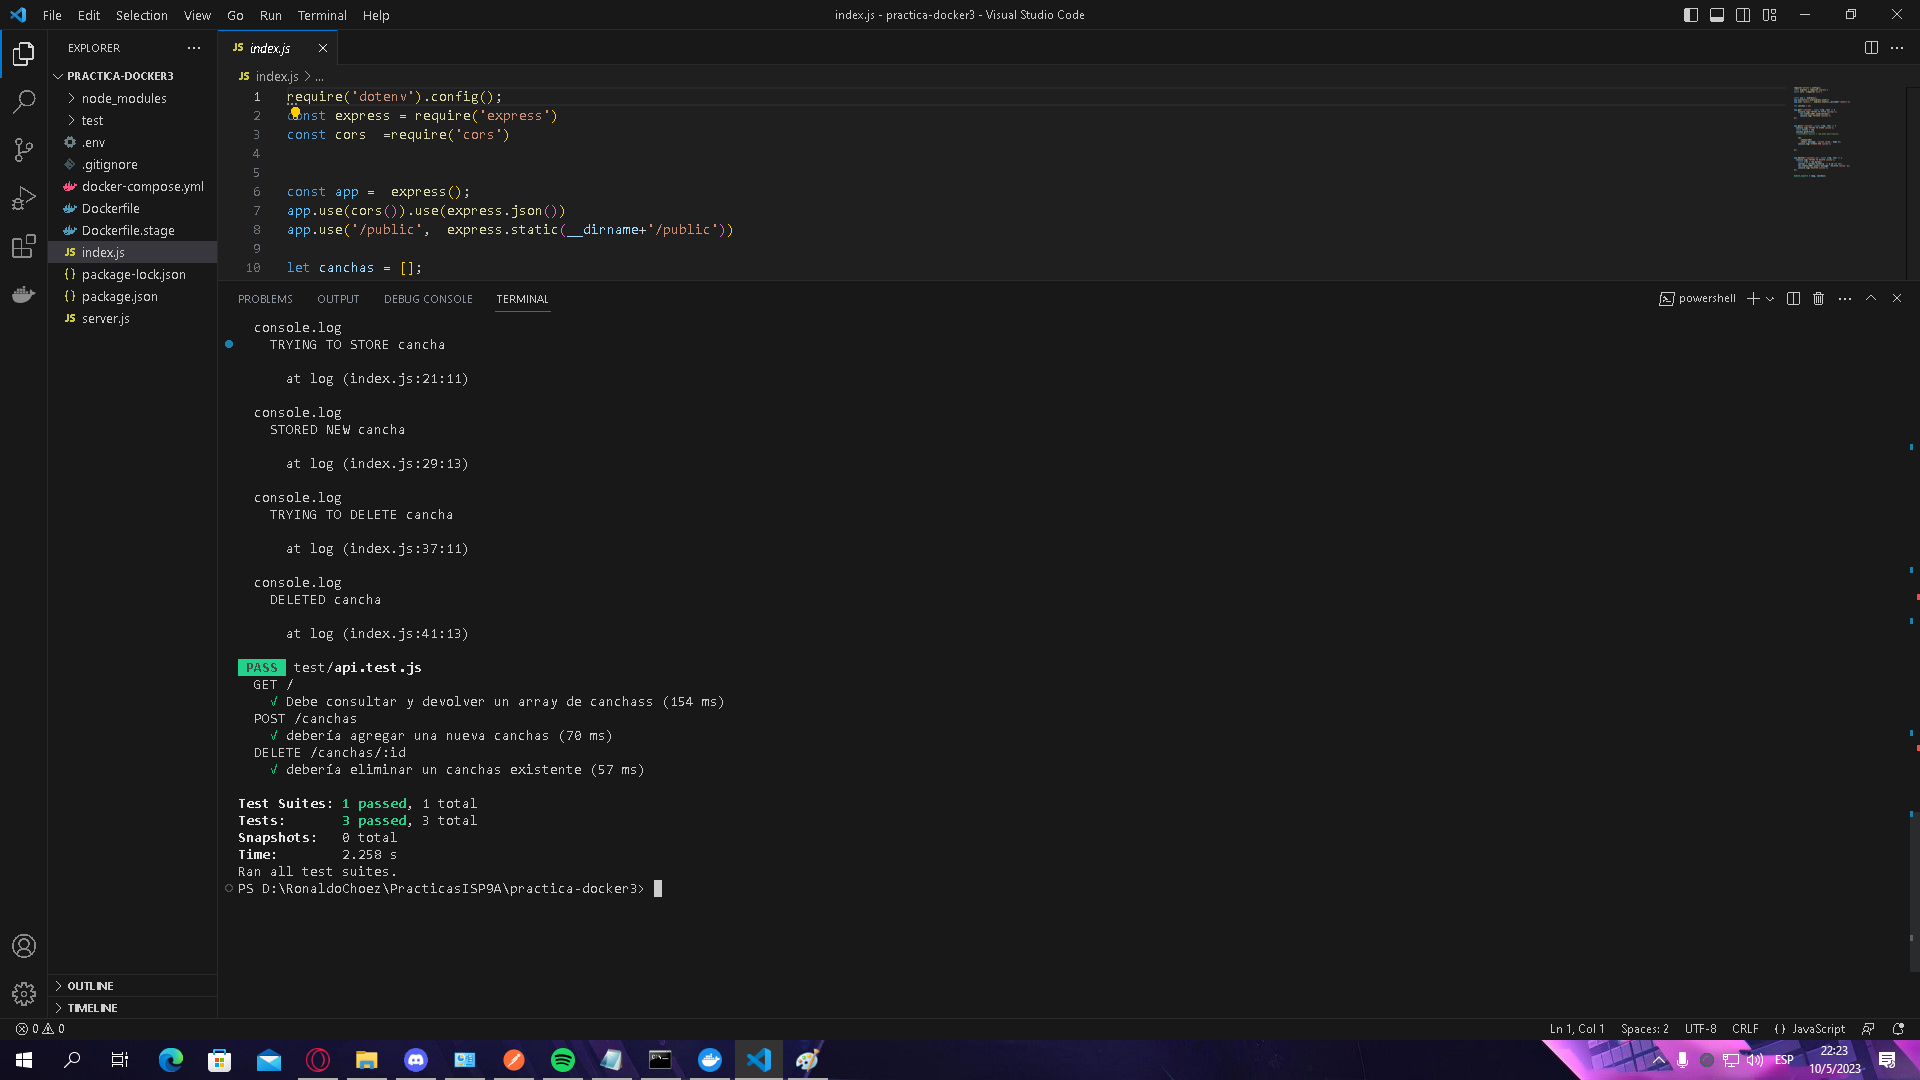 File Edit Selection View Go Run Terminal Help
index.js - practica-docker3 - Visual Studio Code
EXPLORER
PRACTICA-DOCKER3
node_modules
test
.env
.gitignore
docker-compose.yml
Dockerfile
Dockerfile.stage
JS index.js
{} package-lock.json
{} package.json
JS server.js
OUTLINE
TIMELINE
JS index.js
JS index.js > ...
1 require('dotenv').config();
2 const express = require('express')
3 const cors  =require('cors')
4
5
6 const app =  express();
7 app.use(cors()).use(express.json())
8 app.use('/public',  express.static(__dirname+'/public'))
9
10 let canchas = [];
PROBLEMS OUTPUT DEBUG CONSOLE TERMINAL
powershell
console.log
TRYING TO STORE cancha
at log (index.js:21:11)
console.log
STORED NEW cancha
at log (index.js:29:13)
console.log
TRYING TO DELETE cancha
at log (index.js:37:11)
console.log
DELETED cancha
at log (index.js:41:13)
PASS test/api.test.js
GET /
√ Debe consultar y devolver un array de canchass (154 ms)
POST /canchas
√ debería agregar una nueva canchas (70 ms)
DELETE /canchas/:id
√ debería eliminar un canchas existente (57 ms)
Test Suites: 1 passed, 1 total
Tests: 3 passed, 3 total
Snapshots: 0 total
Time: 2.258 s
Ran all test suites.
PS D:\RonaldoChoez\PracticasISP9A\practica-docker3>
0 0
Ln 1, Col 1 Spaces: 2 UTF-8 CRLF {} JavaScript
ESP
22:23
10/5/2023